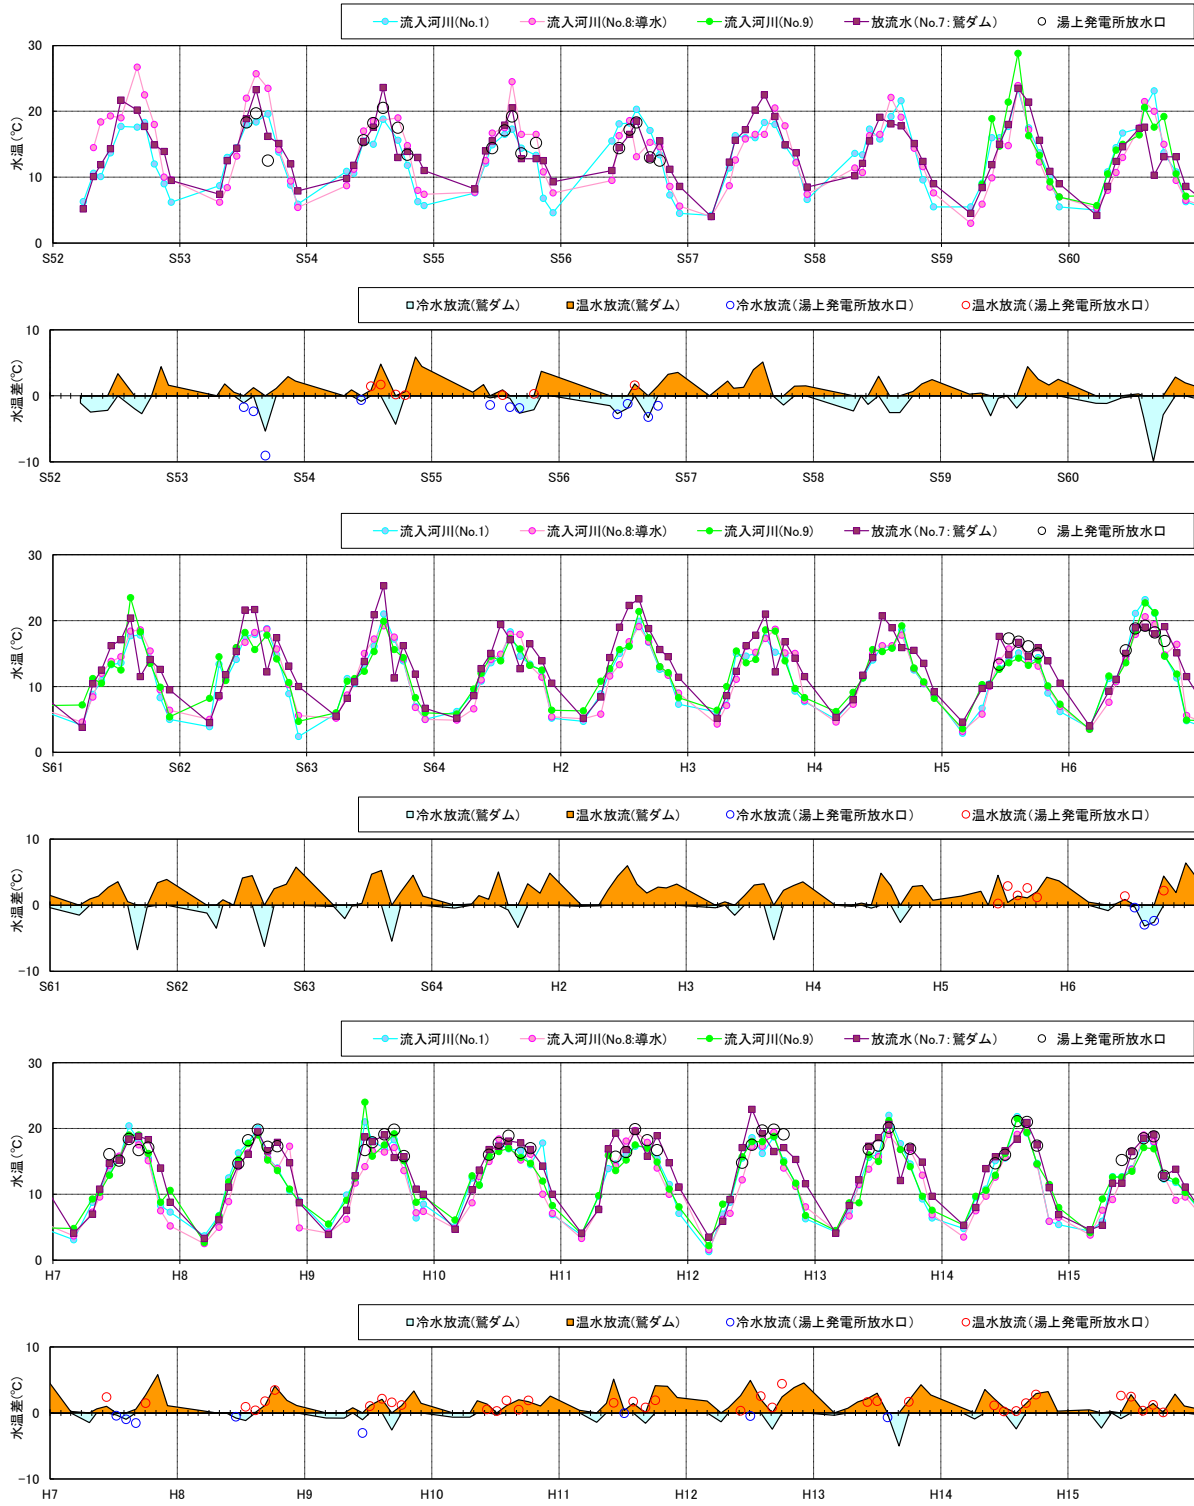 流入河川(No.1) 流入河川(No.8:導水) 流入河川(No.9) 放流水(No.7:鷲ダム) 湯上発電所放水口
水温(℃)
30
20
10
0
S52 S53 S54 S55 S56 S57 S58 S59 S60
冷水放流(鷲ダム) 温水放流(鷲ダム) 冷水放流(湯上発電所放水口) 温水放流(湯上発電所放水口)
水温差(℃)
10
0
-10
S52 S53 S54 S55 S56 S57 S58 S59 S60
流入河川(No.1) 流入河川(No.8:導水) 流入河川(No.9) 放流水(No.7:鷲ダム) 湯上発電所放水口
水温(℃)
30
20
10
0
S61 S62 S63 S64 H2 H3 H4 H5 H6
冷水放流(鷲ダム) 温水放流(鷲ダム) 冷水放流(湯上発電所放水口) 温水放流(湯上発電所放水口)
水温差(℃)
10
0
-10
S61 S62 S63 S64 H2 H3 H4 H5 H6
流入河川(No.1) 流入河川(No.8:導水) 流入河川(No.9) 放流水(No.7:鷲ダム) 湯上発電所放水口
水温(℃)
30
20
10
0
H7 H8 H9 H10 H11 H12 H13 H14 H15
冷水放流(鷲ダム) 温水放流(鷲ダム) 冷水放流(湯上発電所放水口) 温水放流(湯上発電所放水口)
水温差(℃)
10
0
-10
H7 H8 H9 H10 H11 H12 H13 H14 H15